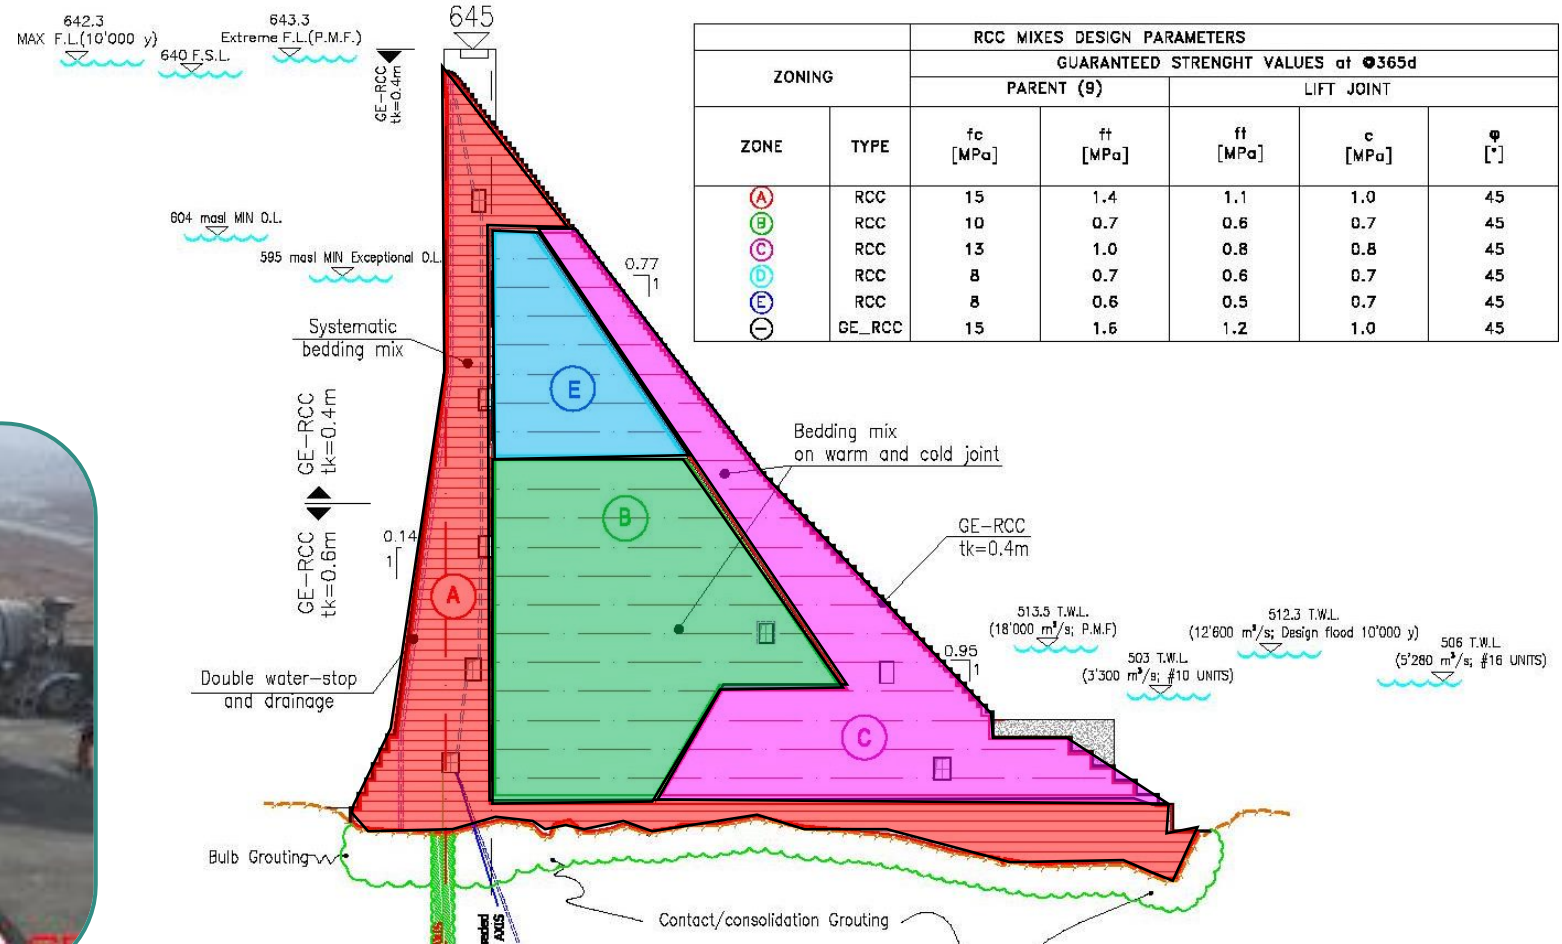 642.3
MAX F.L.(10'000 y)
640 F.S.L.
643.3
Extreme F.L.(P.M.F.)
645
GE-RCC
tk=0.4m
RCC MIXES DESIGN PARAMETERS
ZONING
GUARANTEED STRENGHT VALUES at @365d
PARENT (9)
LIFT JOINT
ZONE TYPE fc [MPa] ft [MPa] ft [MPa] c [MPa] φ [°]
A RCC 15 1.4 1.1 1.0 45
B RCC 10 0.7 0.6 0.7 45
C RCC 13 1.0 0.8 0.8 45
D RCC 8 0.7 0.6 0.7 45
E RCC 8 0.6 0.5 0.7 45
− GE_RCC 15 1.6 1.2 1.0 45
604 masl MIN O.L.
595 masl MIN Exceptional O.L.
0.77
1
Systematic
bedding mix
E
GE-RCC
tk=0.4m
GE-RCC
tk=0.6m
Bedding mix
on warm and cold joint
B
0.14
1
GE-RCC
tk=0.4m
A
0.95
1
513.5 T.W.L.
(18'000 m³/s; P.M.F)
512.3 T.W.L.
(12'600 m³/s; Design flood 10'000 y)
503 T.W.L
(3'300 m³/s; #10 UNITS)
506 T.W.L
(5'280 m³/s; #16 UNITS)
Double water-stop
and drainage
C
Bulb Grouting
Contact/consolidation Grouting
AXIS